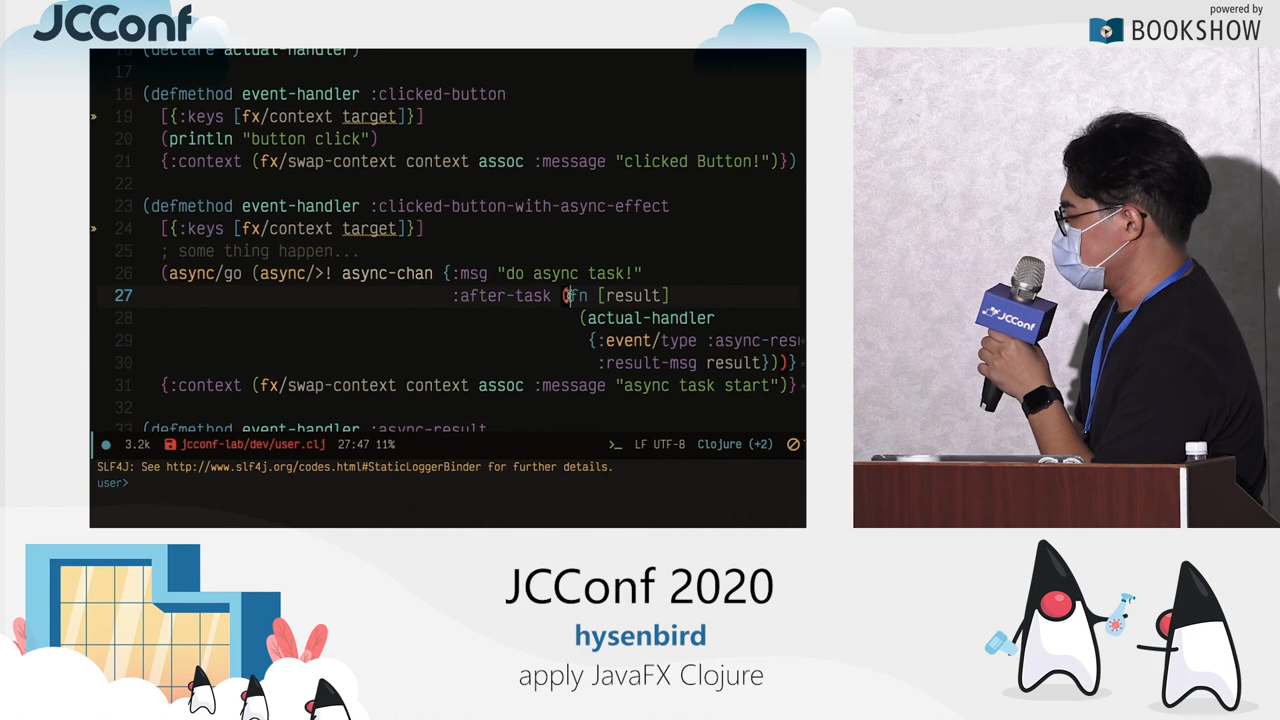 JCConf
powered by
BOOKSHOW
16 (declare actual-handler)
17
18 (defmethod event-handler :clicked-button
19 [{:keys [fx/context target]}]
20 (println "button click")
21 {:context (fx/swap-context context assoc :message "clicked Button!")})
22
23 (defmethod event-handler :clicked-button-with-async-effect
24 [{:keys [fx/context target]}]
25 ; some thing happen...
26 (async/go (async/>! async-chan {:msg "do async task!"
27 :after-task (fn [result]
28 (actual-handler
29 {:event/type :async-resu
30 :result-msg result}))}
31 {:context (fx/swap-context context assoc :message "async task start")}
32
33 (defmethod event-handler :async-result
3.2k jcconf-lab/dev/user.clj 27:47 11% LF UTF-8 Clojure (+2)
SLF4J: See http://www.slf4j.org/codes.html#StaticLoggerBinder for further details.
user>
JCConf
JCConf 2020
hysenbird
apply JavaFX Clojure